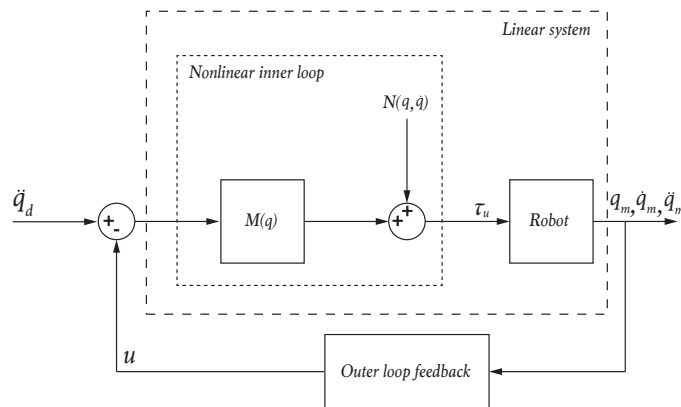 Linear system
Nonlinear inner loop
N(q,q̇)
q̈d
+
-
M(q)
+
+
τu
Robot
qm, q̇m, q̈m
u
Outer loop feedback